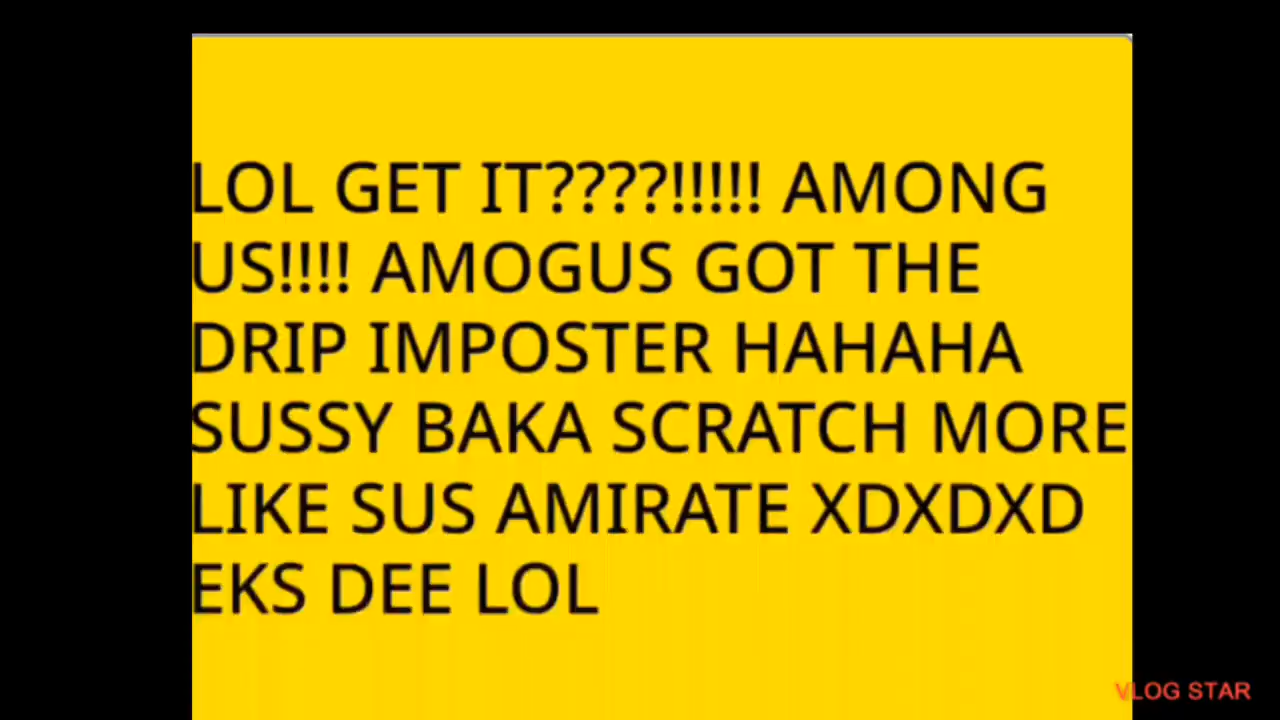 LOL GET IT????!!!!! AMONG
US!!!! AMOGUS GOT THE
DRIP IMPOSTER HAHAHA
SUSSY BAKA SCRATCH MORE
LIKE SUS AMIRATE XDXDXD
EKS DEE LOL
VLOG STAR